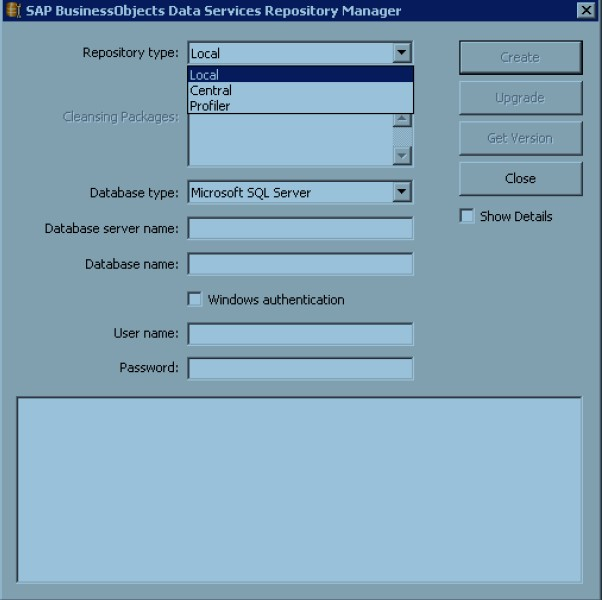 SAP BusinessObjects Data Services Repository Manager
Repository type: Local
Local
Central
Profiler
Cleansing Packages:
Database type: Microsoft SQL Server
Database server name:
Database name:
Windows authentication
User name:
Password:
Create
Upgrade
Get Version
Close
Show Details